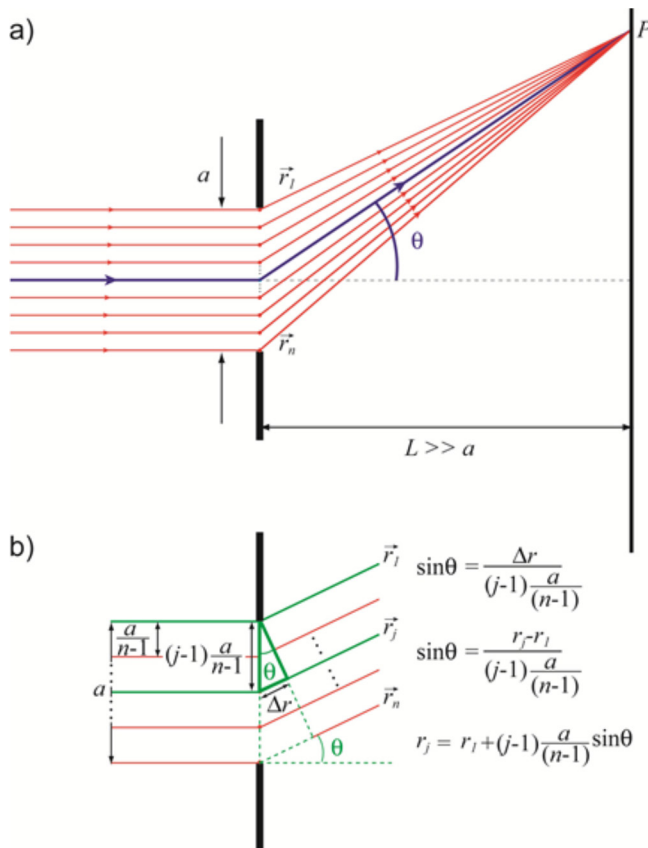 a)
P
a
r⃗₁
θ
r⃗ₙ
L >> a
b)
r⃗₁
sinθ = Δr / ((j-1) a/(n-1))
a/(n-1)
(j-1) a/(n-1)
r⃗ⱼ
θ
a
sinθ = (rⱼ-r₁) / ((j-1) a/(n-1))
Δr
r⃗ₙ
θ
rⱼ = r₁+(j-1) a/(n-1) sinθ